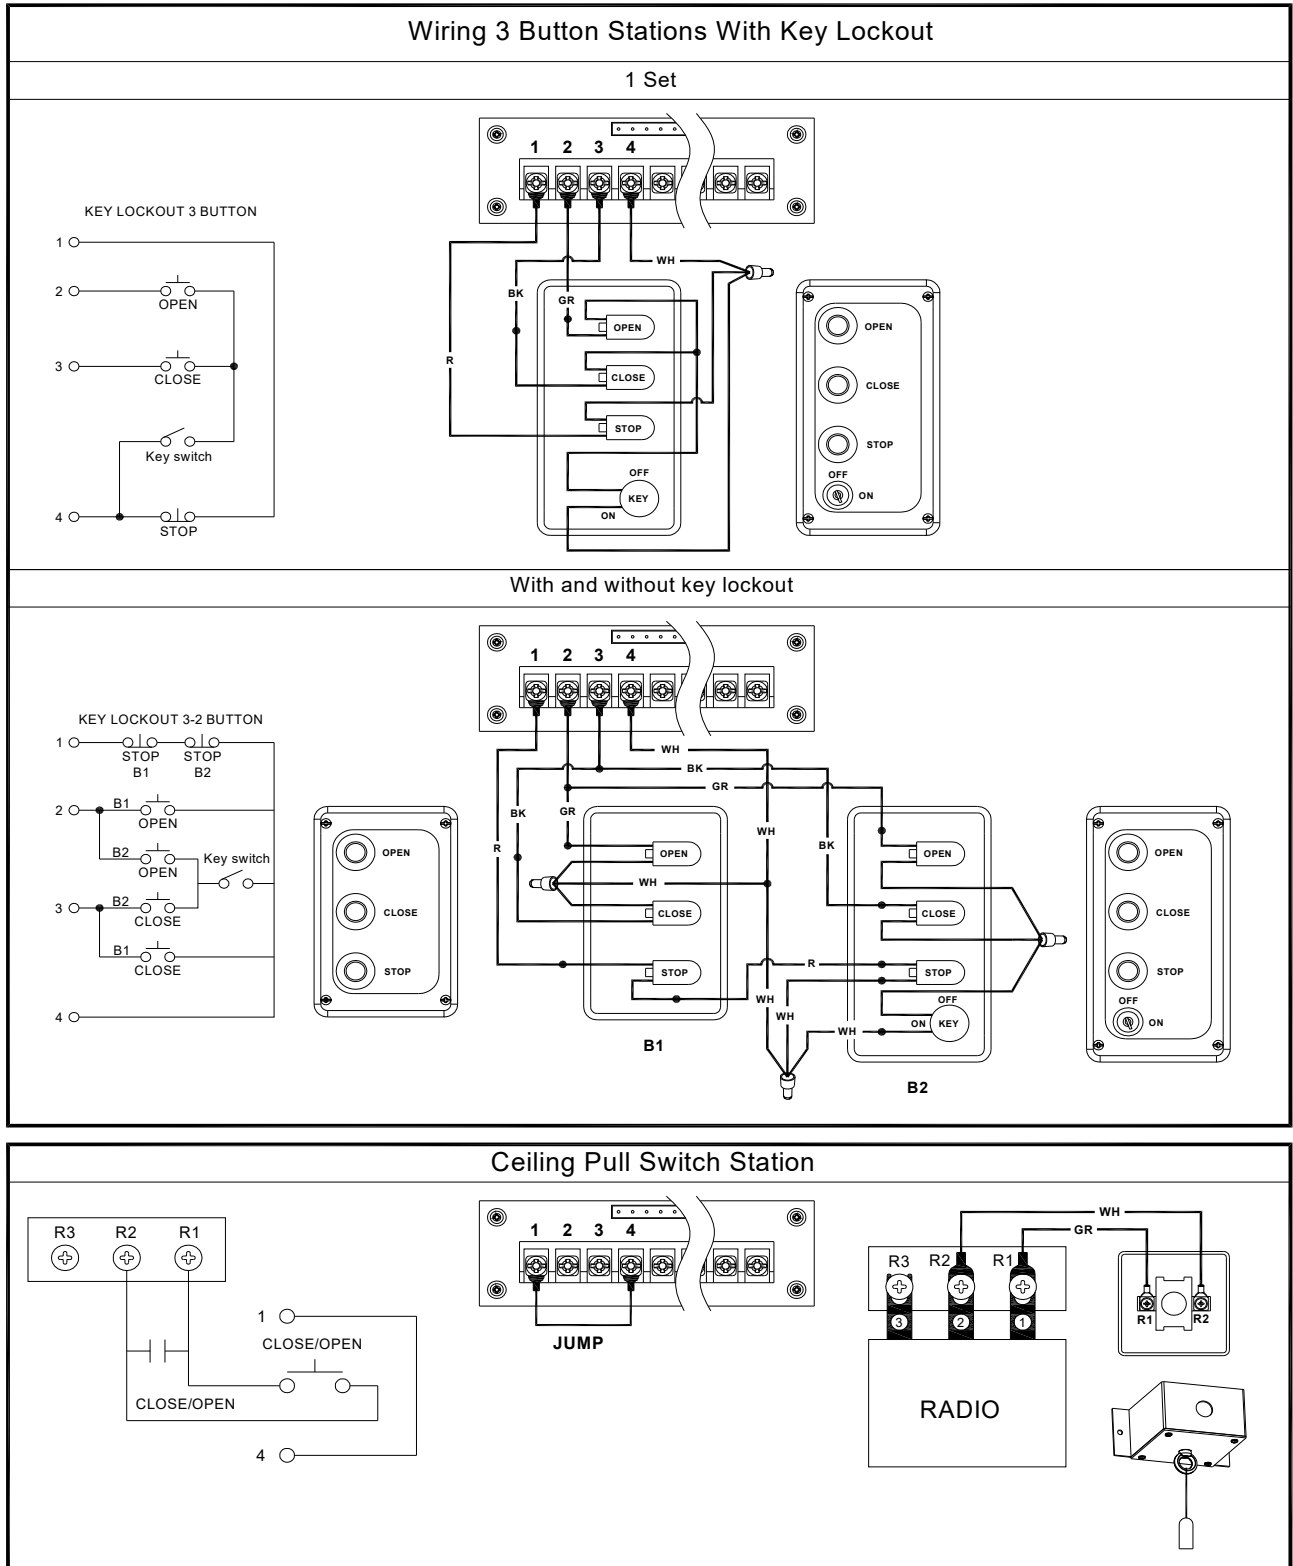 Wiring 3 Button Stations With Key Lockout
1 Set
1 2 3 4
KEY LOCKOUT 3 BUTTON
1
2
OPEN
3
CLOSE
Key switch
4
STOP
WH
BK
GR
R
OPEN
CLOSE
STOP
OFF
KEY
ON
OPEN
CLOSE
STOP
OFF
ON
With and without key lockout
1 2 3 4
KEY LOCKOUT 3-2 BUTTON
1
STOP STOP
B1 B2
2
B1
OPEN
B2
OPEN
Key switch
3
B2
CLOSE
B1
CLOSE
4
OPEN
CLOSE
STOP
WH
BK
GR
BK
GR
R
WH
BK
OPEN
WH
CLOSE
STOP
B1
R
WH
WH
WH
OPEN
CLOSE
STOP
OFF
ON
KEY
B2
OPEN
CLOSE
STOP
OFF
ON
Ceiling Pull Switch Station
R3 R2 R1
1
CLOSE/OPEN
CLOSE/OPEN
4
1 2 3 4
JUMP
WH
GR
R3 R2 R1
3 2 1
RADIO
R1 R2